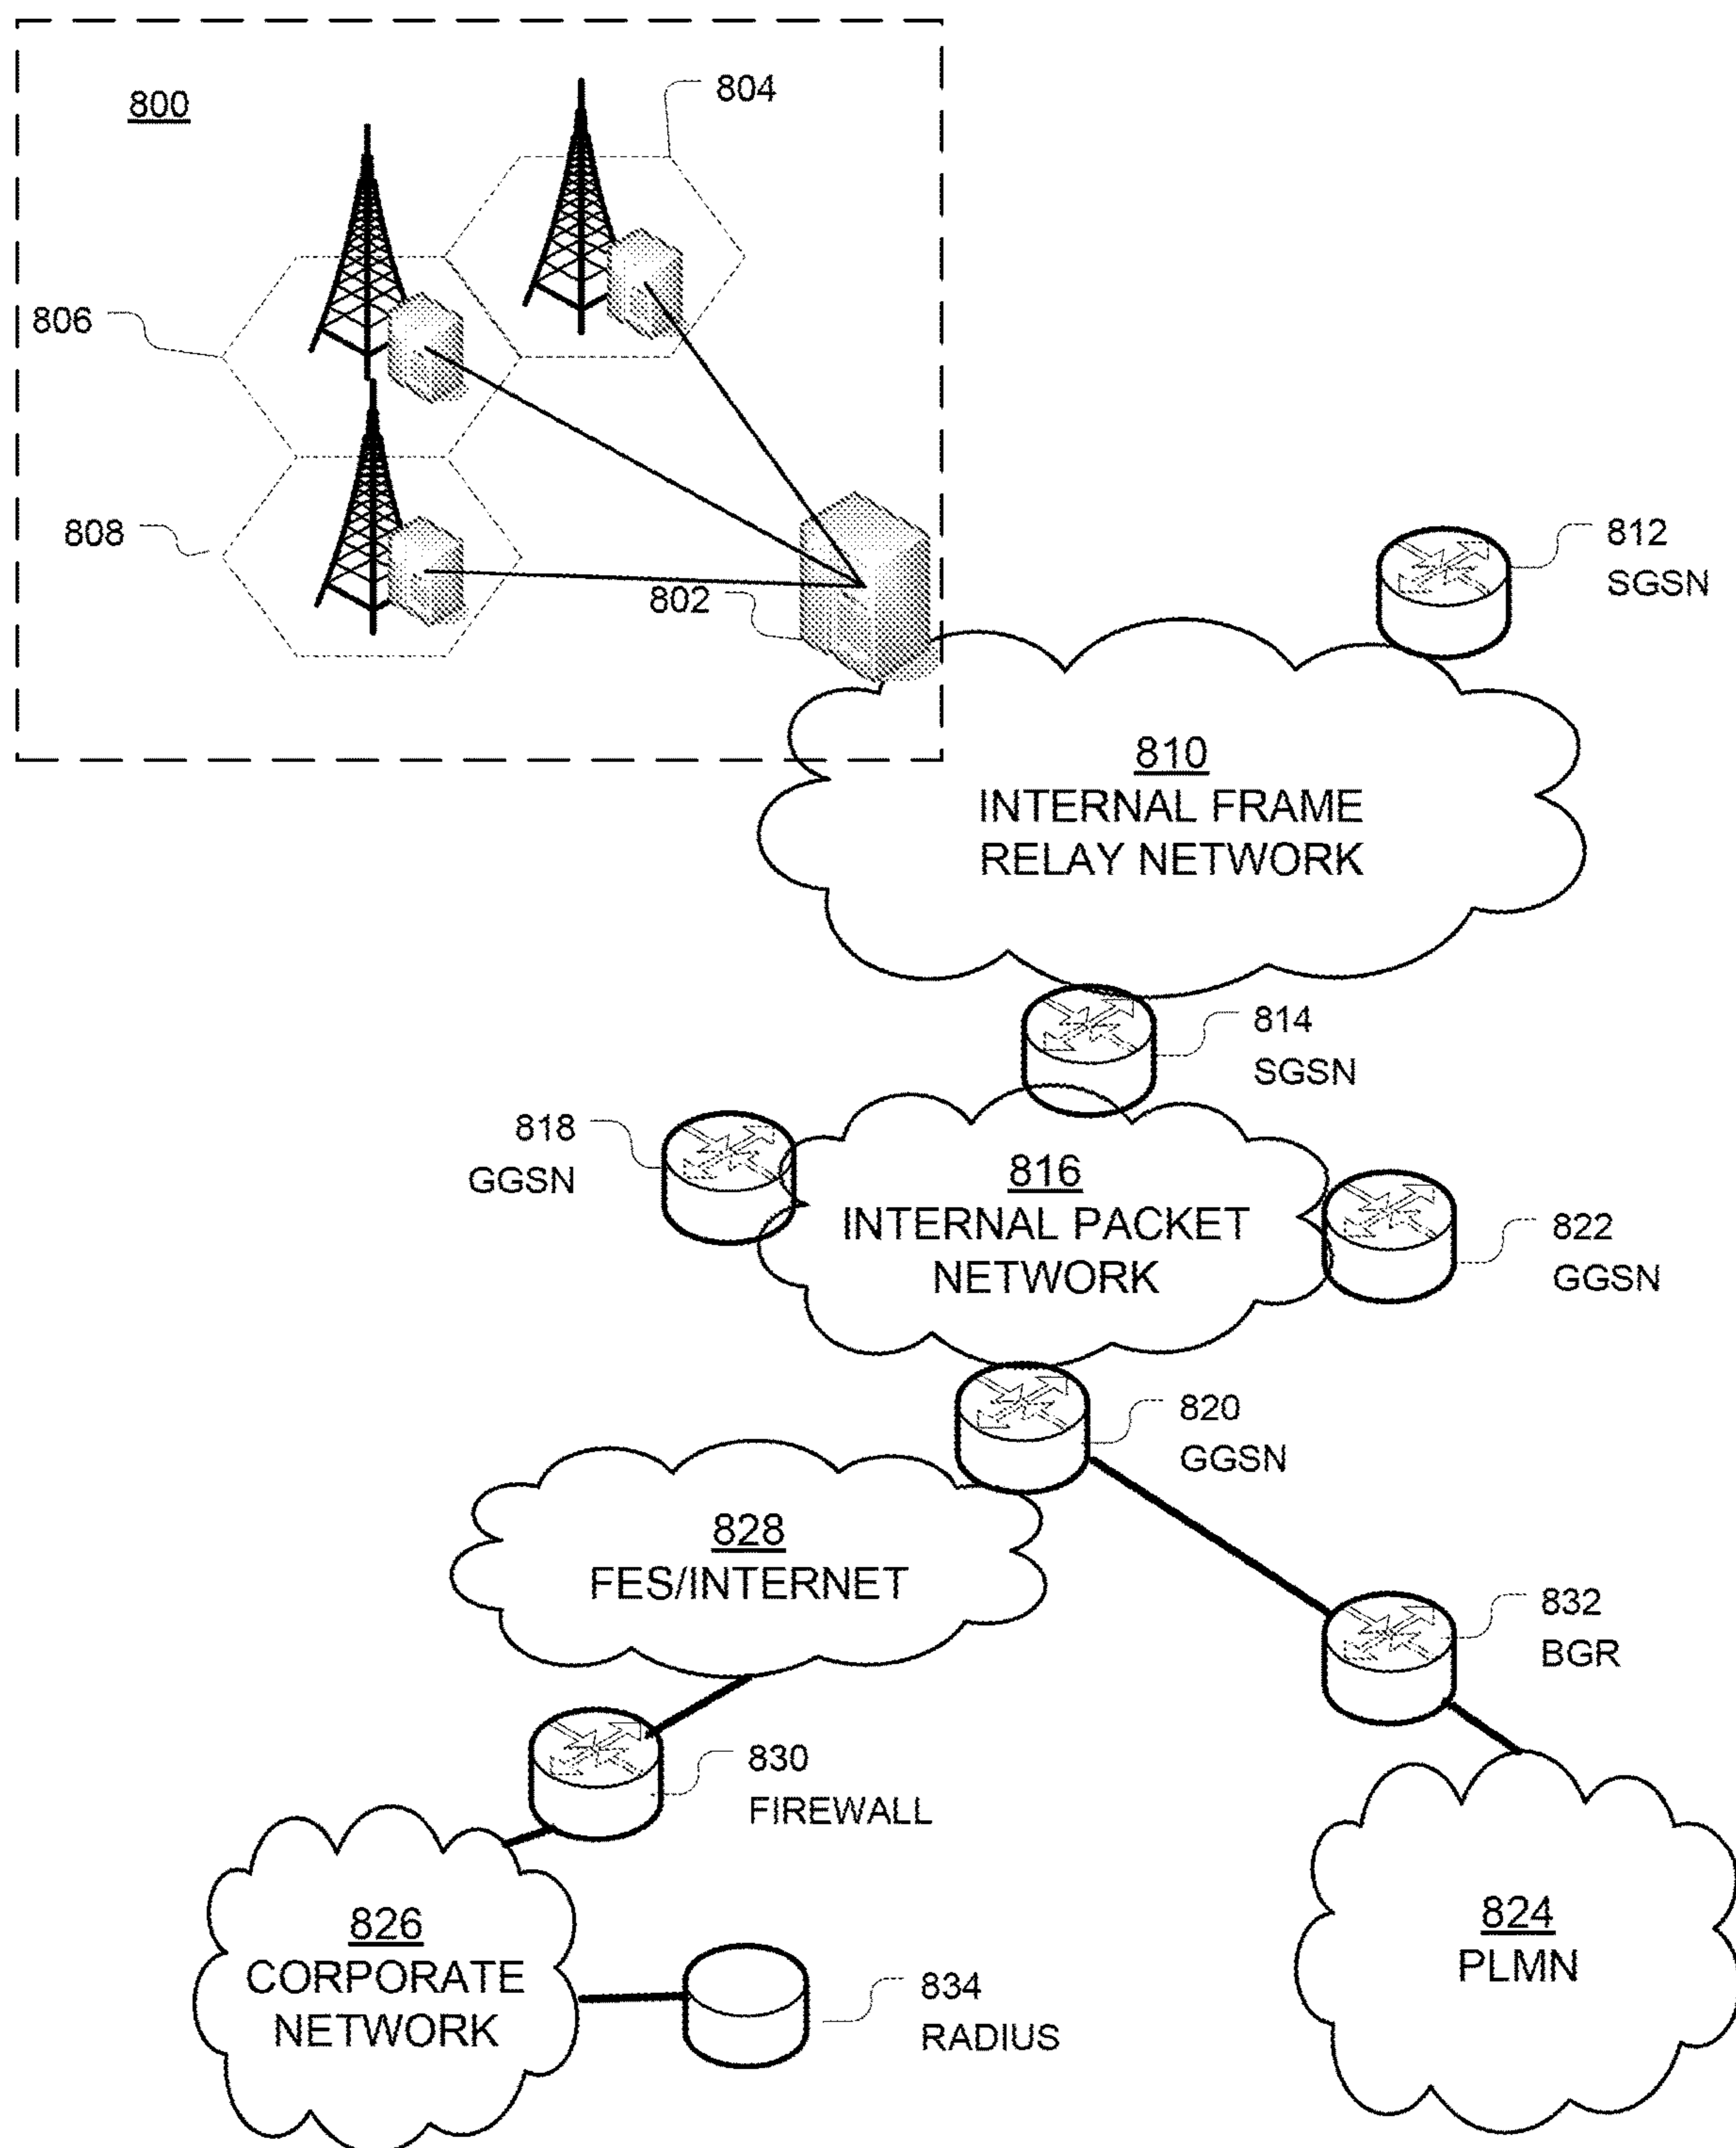 800
804
806
808
802
812
SGSN
810
INTERNAL FRAME
RELAY NETWORK
814
SGSN
818
GGSN
816
INTERNAL PACKET
NETWORK
822
GGSN
820
GGSN
828
FES/INTERNET
832
BGR
830
FIREWALL
826
CORPORATE
NETWORK
824
PLMN
834
RADIUS